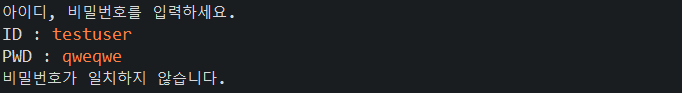 아이디, 비밀번호를 입력하세요.
ID : testuser
PWD : qweqwe
비밀번호가 일치하지 않습니다.